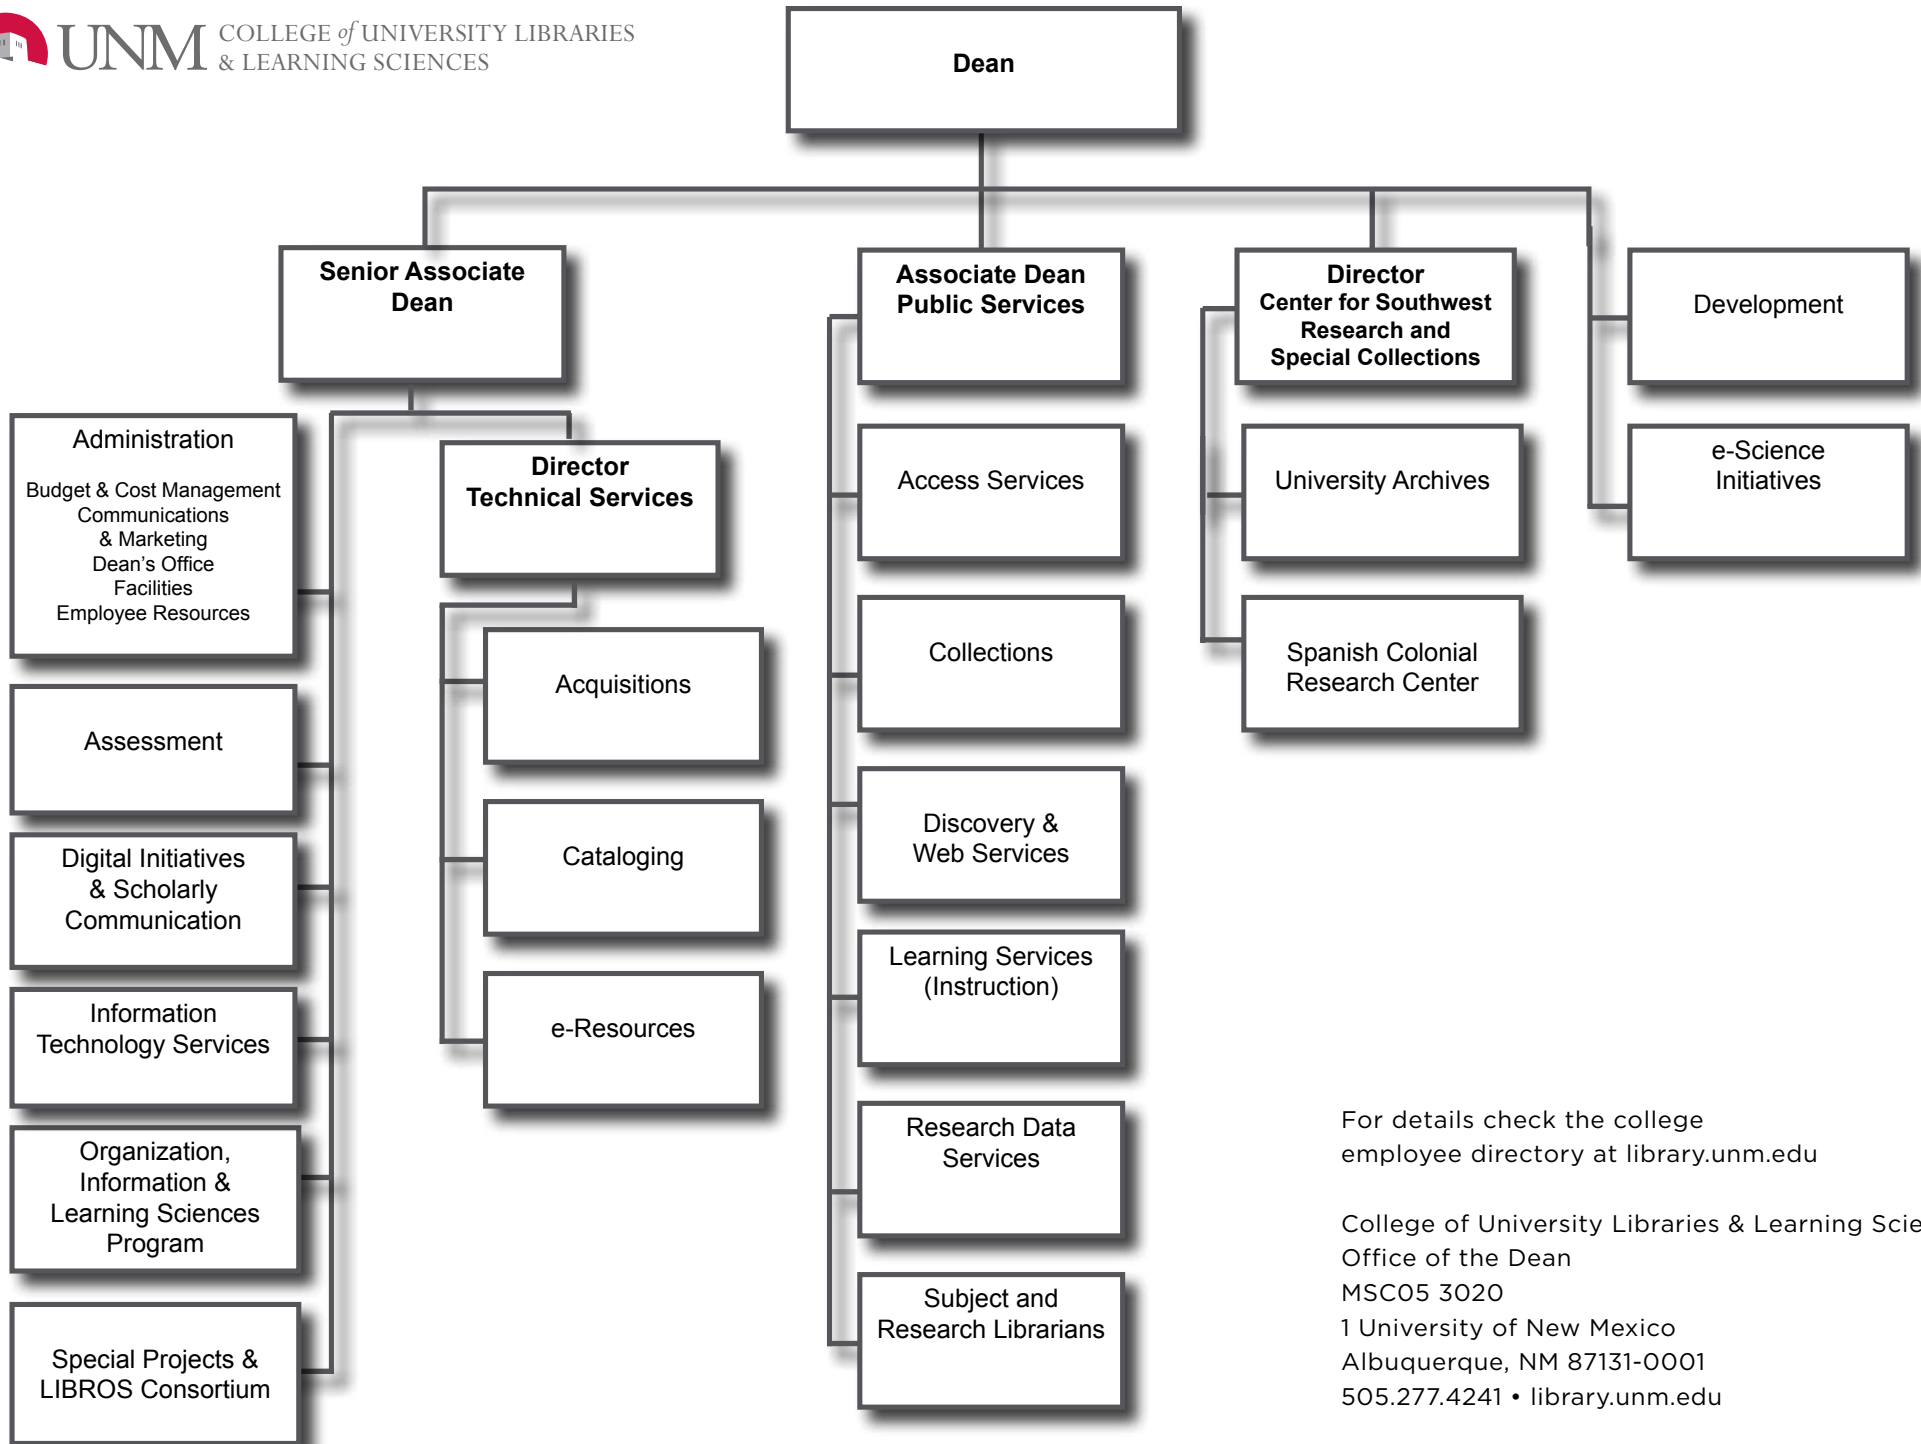 UNM
COLLEGE of UNIVERSITY LIBRARIES
& LEARNING SCIENCES
Dean
Senior Associate
Dean
Associate Dean
Public Services
Director
Center for Southwest
Research and
Special Collections
Development
Administration
Budget & Cost Management
Communications
& Marketing
Dean's Office
Facilities
Employee Resources
Assessment
Digital Initiatives
& Scholarly
Communication
Information
Technology Services
Organization,
Information &
Learning Sciences
Program
Special Projects &
LIBROS Consortium
Director
Technical Services
Acquisitions
Cataloging
e-Resources
Access Services
Collections
Discovery &
Web Services
Learning Services
(Instruction)
Research Data
Services
Subject and
Research Librarians
University Archives
Spanish Colonial
Research Center
e-Science
Initiatives
For details check the college
employee directory at library.unm.edu
College of University Libraries & Learning Scie
Office of the Dean
MSC05 3020
1 University of New Mexico
Albuquerque, NM 87131-0001
505.277.4241 • library.unm.edu